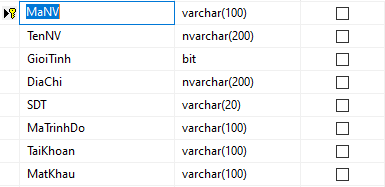 MaNV varchar(100)
TenNV nvarchar(200)
GioiTinh bit
DiaChi nvarchar(200)
SDT varchar(20)
MaTrinhDo varchar(100)
TaiKhoan varchar(100)
MatKhau varchar(100)